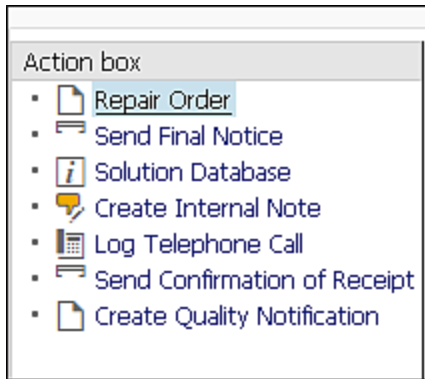 Action box
Repair Order
Send Final Notice
Solution Database
Create Internal Note
Log Telephone Call
Send Confirmation of Receipt
Create Quality Notification